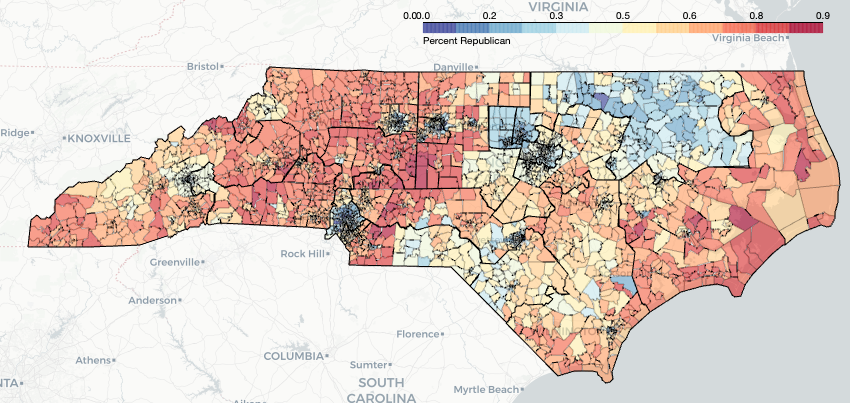 VIRGINIA
0.00.0 0.2 0.3 0.5 0.6 0.8 0.9
Percent Republican
Virginia Beach
Bristol
Danville
Ridge
KNOXVILLE
Greenville
Rock Hill
Anderson
Florence
Athens
COLUMBIA
Sumter
NTA
SOUTH
CAROLINA
Myrtle Beach